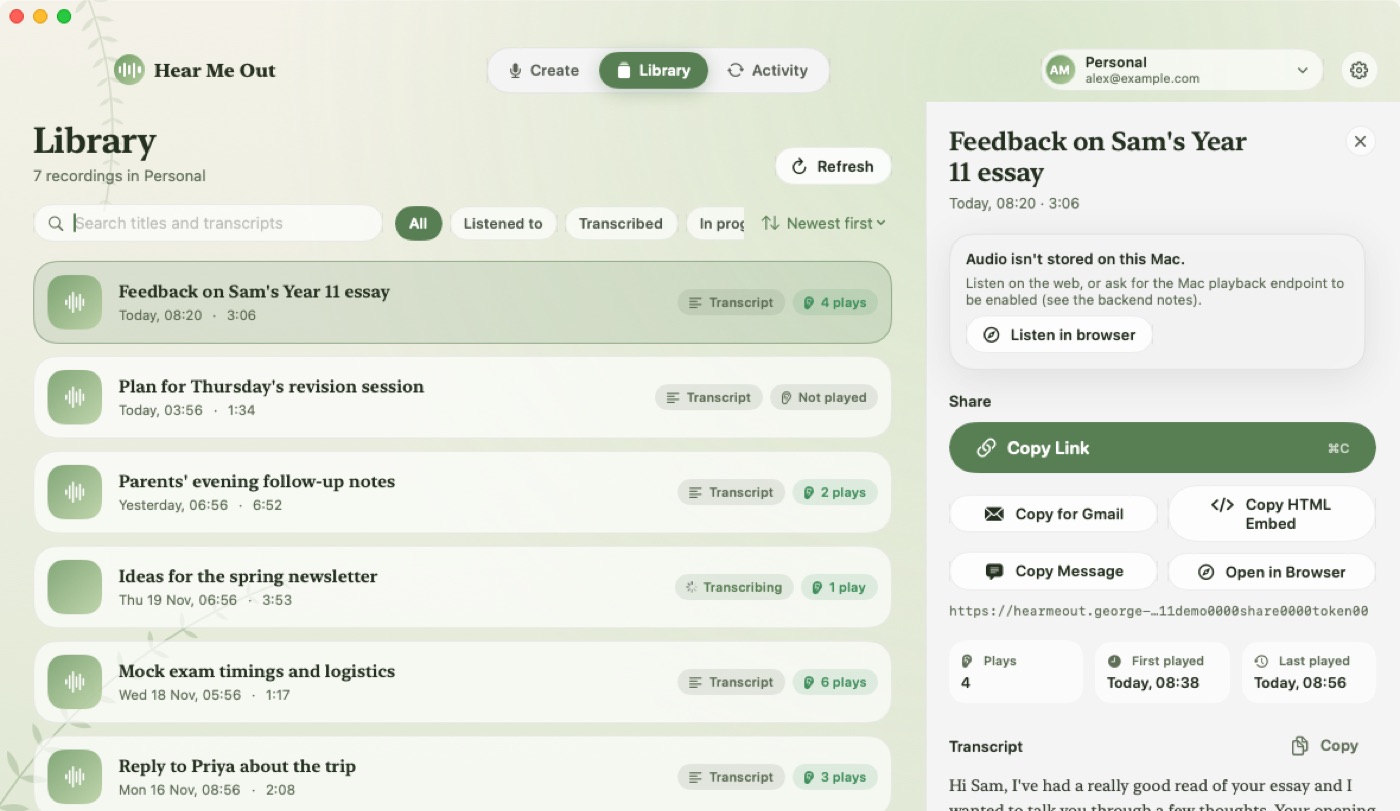 Hear Me Out
Create
Library
Activity
AM
Personal
alex@example.com
Library
7 recordings in Personal
Refresh
Search titles and transcripts
All
Listened to
Transcribed
In prog
Newest first
Feedback on Sam's Year 11 essay
Today, 08:20 · 3:06
Transcript
4 plays
Plan for Thursday's revision session
Today, 03:56 · 1:34
Transcript
Not played
Parents' evening follow-up notes
Yesterday, 06:56 · 6:52
Transcript
2 plays
Ideas for the spring newsletter
Thu 19 Nov, 06:56 · 3:53
Transcribing
1 play
Mock exam timings and logistics
Wed 18 Nov, 05:56 · 1:17
Transcript
6 plays
Reply to Priya about the trip
Mon 16 Nov, 08:56 · 2:08
Transcript
3 plays
Feedback on Sam's Year
11 essay
Today, 08:20 · 3:06
Audio isn't stored on this Mac.
Listen on the web, or ask for the Mac playback endpoint to
be enabled (see the backend notes).
Listen in browser
Share
Copy Link
⌘C
Copy for Gmail
</> Copy HTML
Embed
Copy Message
Open in Browser
https://hearmeout.george-…11demo0000share0000token00
Plays
4
First played
Today, 08:38
Last played
Today, 08:56
Transcript
Copy
Hi Sam, I've had a really good read of your essay and I
wanted to talk you through a few thoughts. Your opening